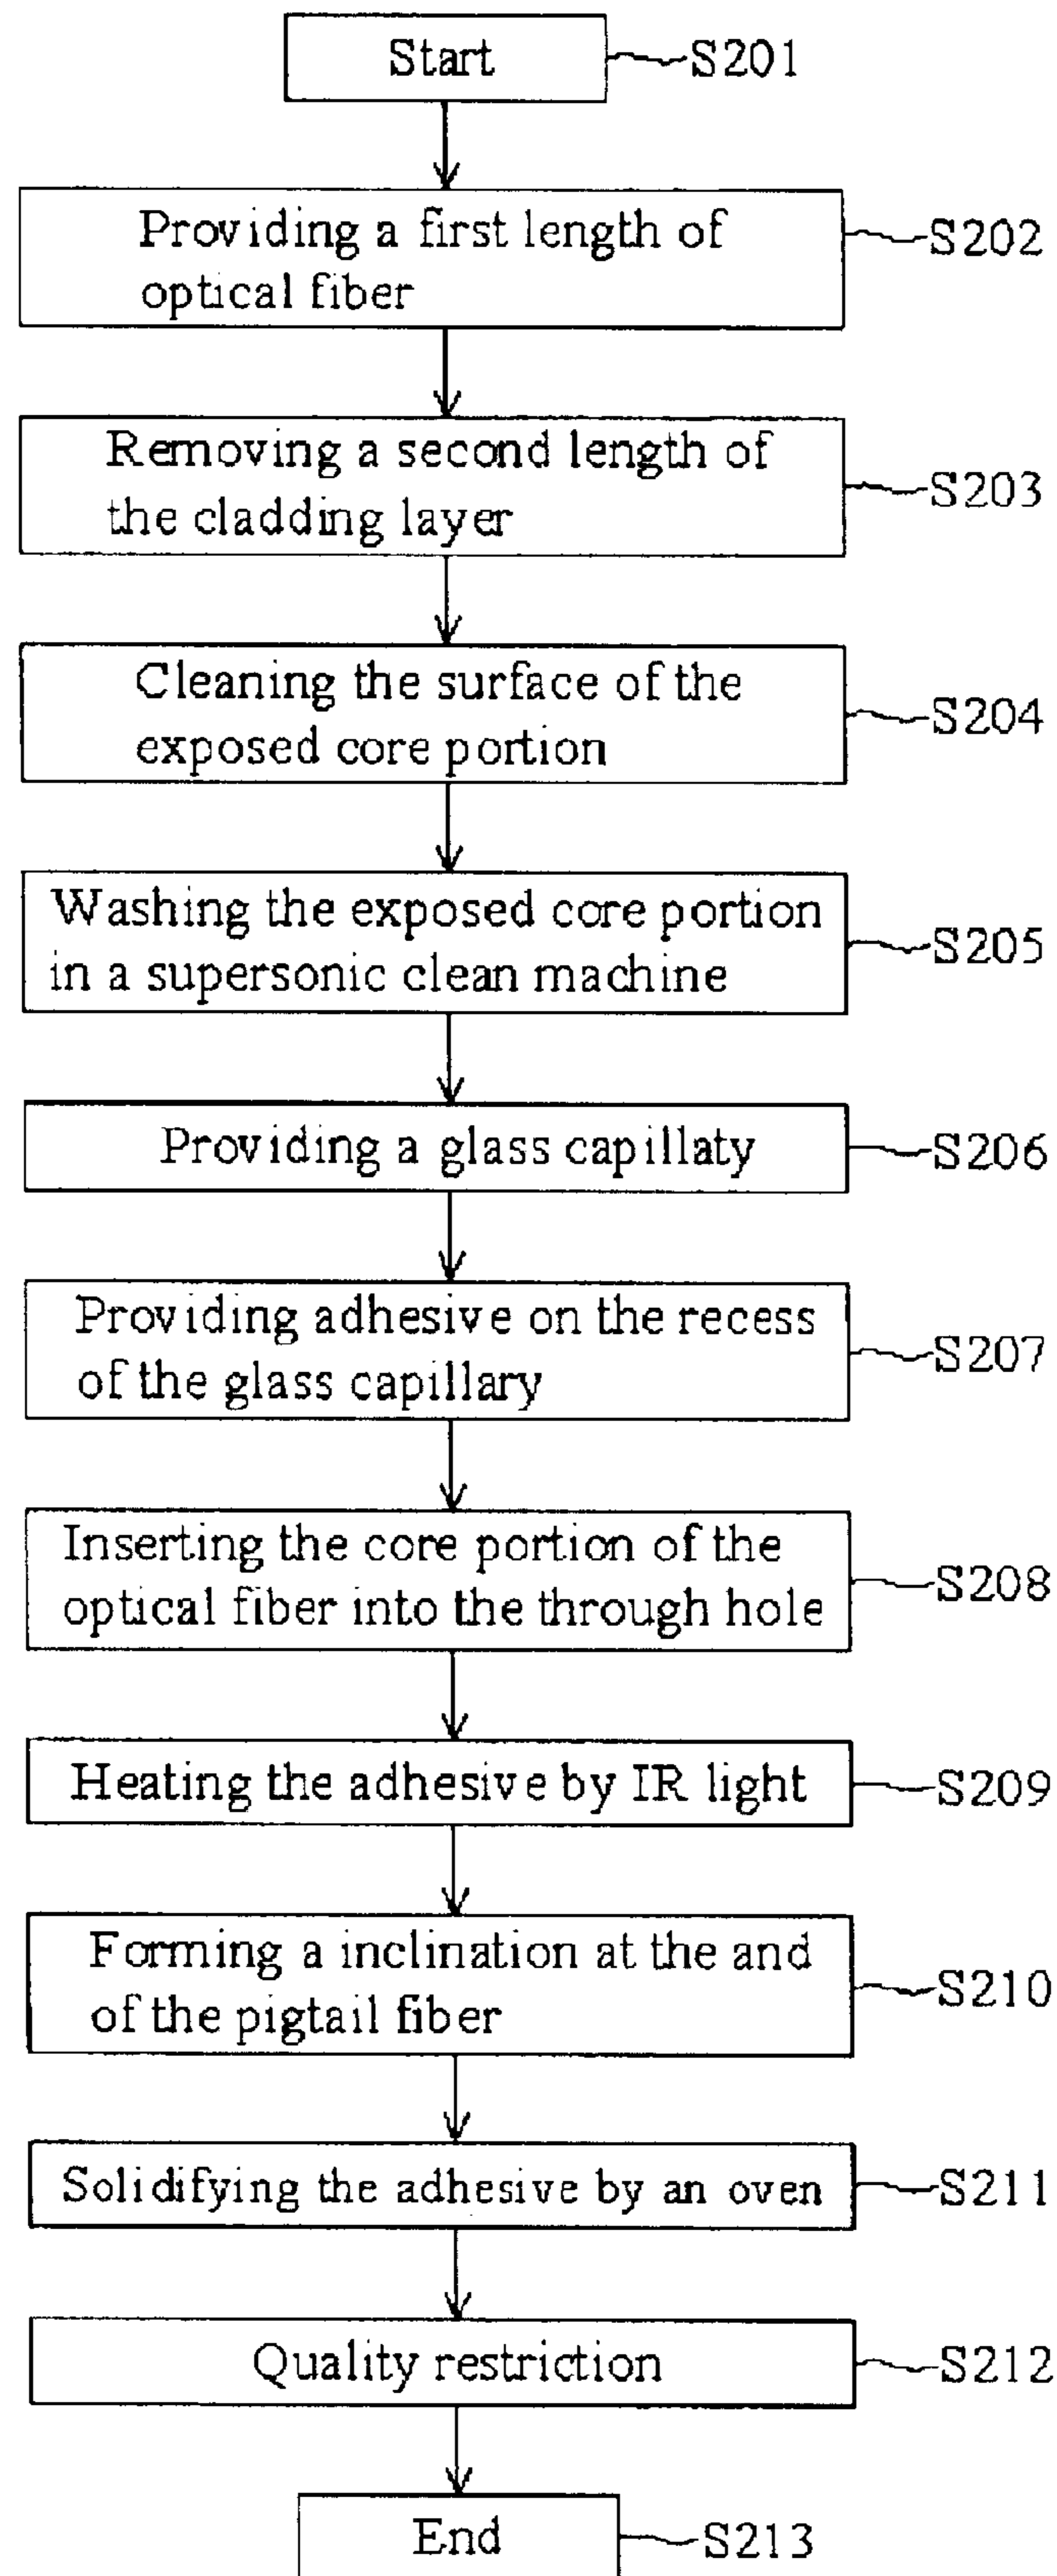 Start
S201
Providing a first length of
optical fiber
S202
Removing a second length of
the cladding layer
S203
Cleaning the surface of the
exposed core portion
S204
Washing the exposed core portion
in a supersonic clean machine
S205
Providing a glass capillaty
S206
Providing adhesive on the recess
of the glass capillary
S207
Inserting the core portion of the
optical fiber into the through hole
S208
Heating the adhesive by IR light
S209
Forming a inclination at the and
of the pigtail fiber
S210
Solidifying the adhesive by an oven
S211
Quality restriction
S212
End
S213